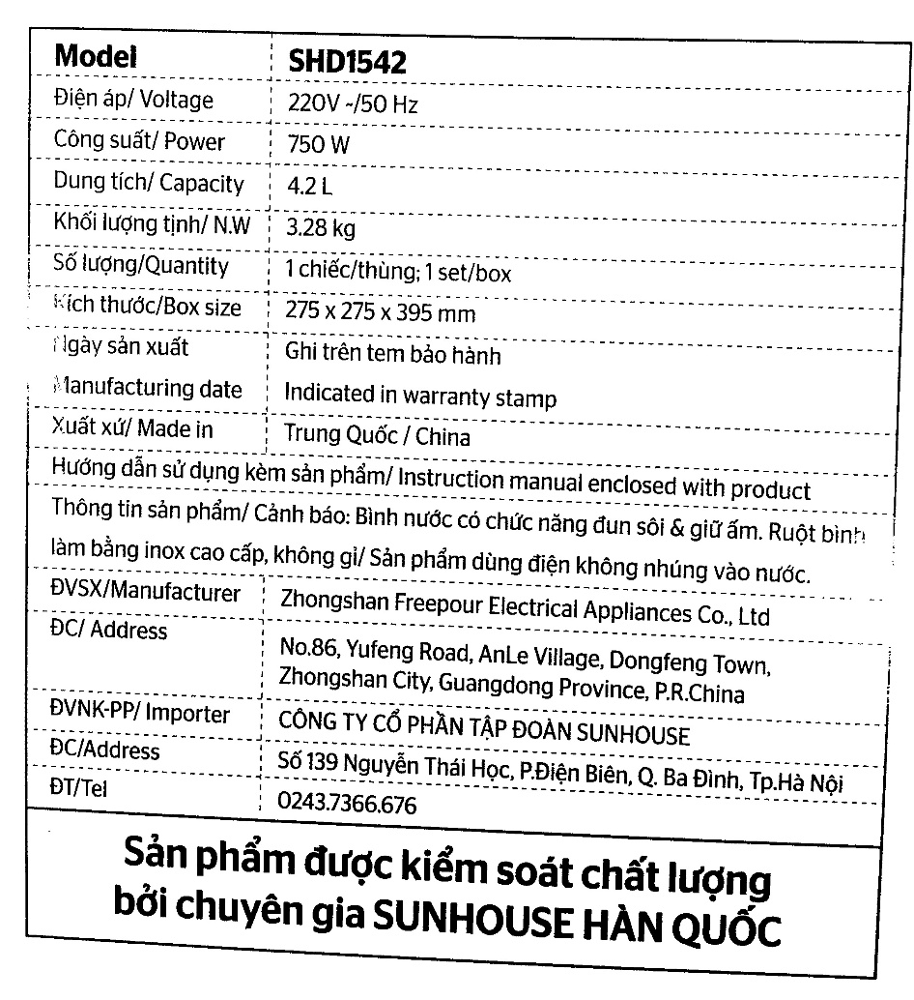 Model SHD1542
Điện áp/ Voltage 220V ~/50 Hz
Công suất/ Power 750 W
Dung tích/ Capacity 4.2 L
Khối lượng tịnh/ N.W 3.28 kg
Số lượng/Quantity 1 chiếc/thùng; 1 set/box
Kích thước/Box size 275 x 275 x 395 mm
Ngày sản xuất Ghi trên tem bảo hành
Manufacturing date Indicated in warranty stamp
Xuất xứ/ Made in Trung Quốc / China
Hướng dẫn sử dụng kèm sản phẩm/ Instruction manual enclosed with product
Thông tin sản phẩm/ Cảnh báo: Bình nước có chức năng đun sôi & giữ ấm. Ruột bình
làm bằng inox cao cấp, không gỉ/ Sản phẩm dùng điện không nhúng vào nước.
ĐVSX/Manufacturer Zhongshan Freepour Electrical Appliances Co., Ltd
ĐC/ Address No.86, Yufeng Road, AnLe Village, Dongfeng Town,
Zhongshan City, Guangdong Province, P.R.China
ĐVNK-PP/ Importer CÔNG TY CỔ PHẦN TẬP ĐOÀN SUNHOUSE
ĐC/Address Số 139 Nguyễn Thái Học, P.Điện Biên, Q. Ba Đình, Tp.Hà Nội
ĐT/Tel 0243.7366.676
Sản phẩm được kiểm soát chất lượng
bởi chuyên gia SUNHOUSE HÀN QUỐC